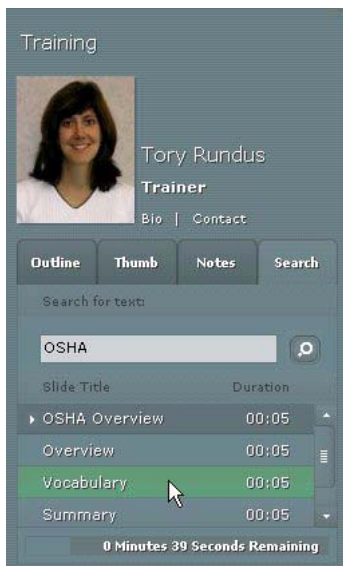 Training
Tory Rundus
Trainer
Bio | Contact
Outline Thumb Notes Search
Search for text:
OSHA
Slide Title Duration
OSHA Overview 00:05
Overview 00:05
Vocabulary 00:05
Summary 00:05
0 Minutes 39 Seconds Remaining